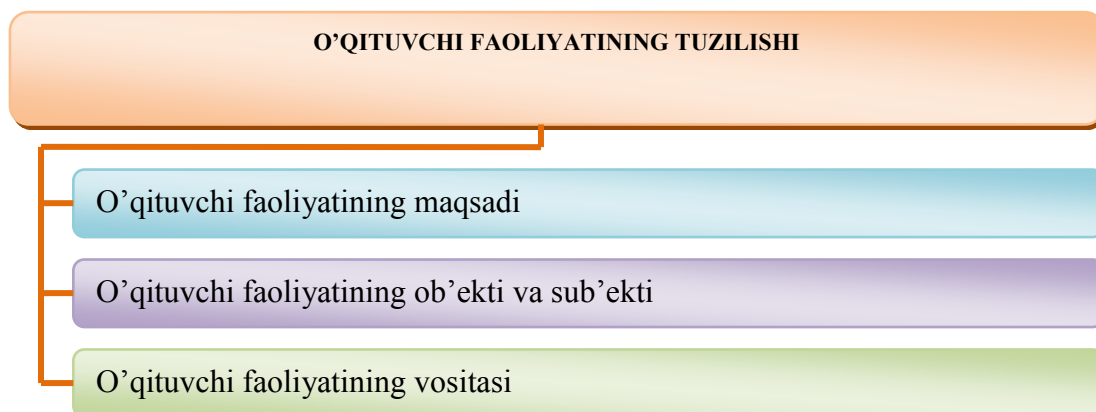 O’QITUVCHI FAOLIYATINING TUZILISHI
O’qituvchi faoliyatining maqsadi
O’qituvchi faoliyatining ob’ekti va sub’ekti
O’qituvchi faoliyatining vositasi